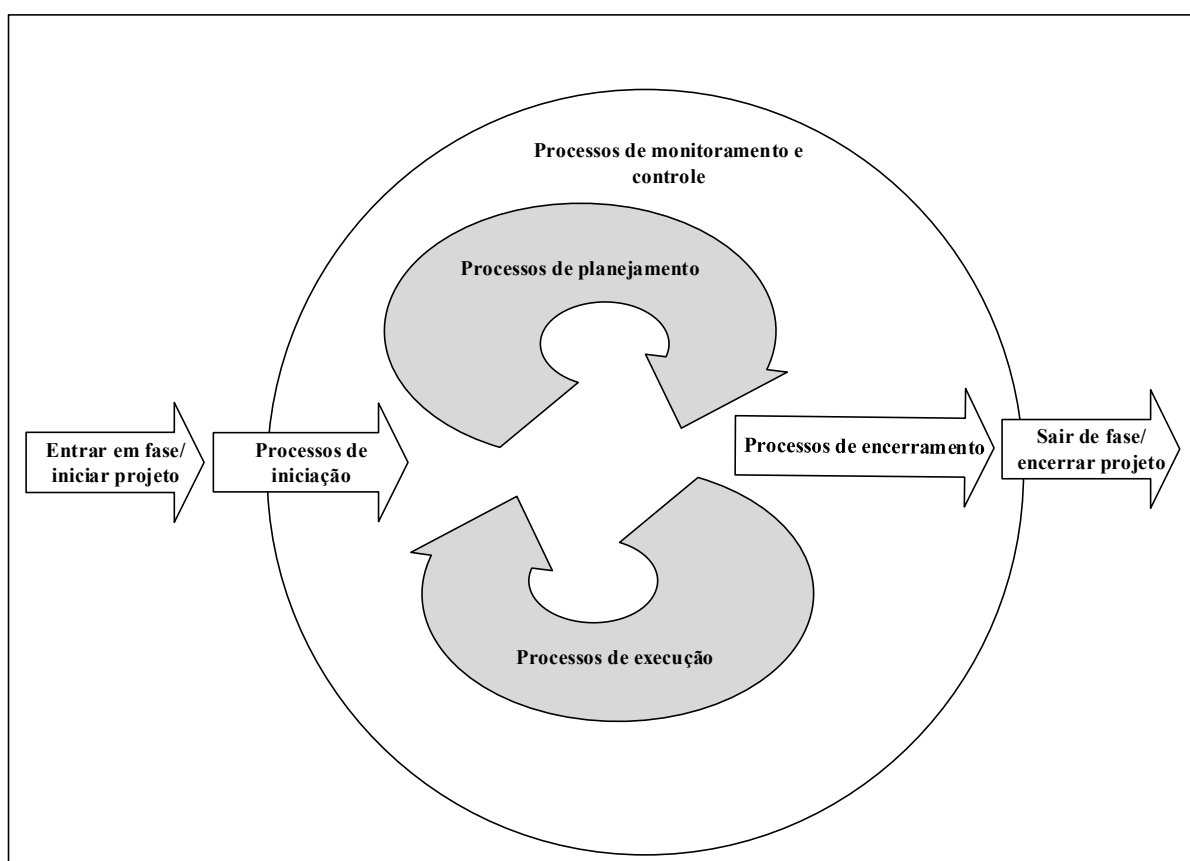 Processos de monitoramento e
controle
Processos de planejamento
Entrar em fase/
iniciar projeto
Processos de
iniciação
Processos de encerramento
Sair de fase/
encerrar projeto
Processos de execução